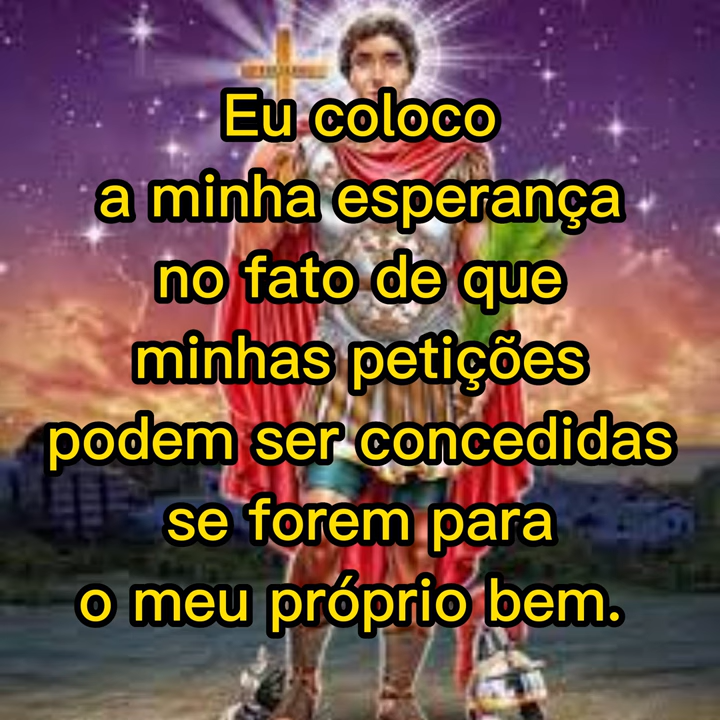 Eu coloco
a minha esperança
no fato de que
minhas petições
podem ser concedidas
se forem para
o meu próprio bem.